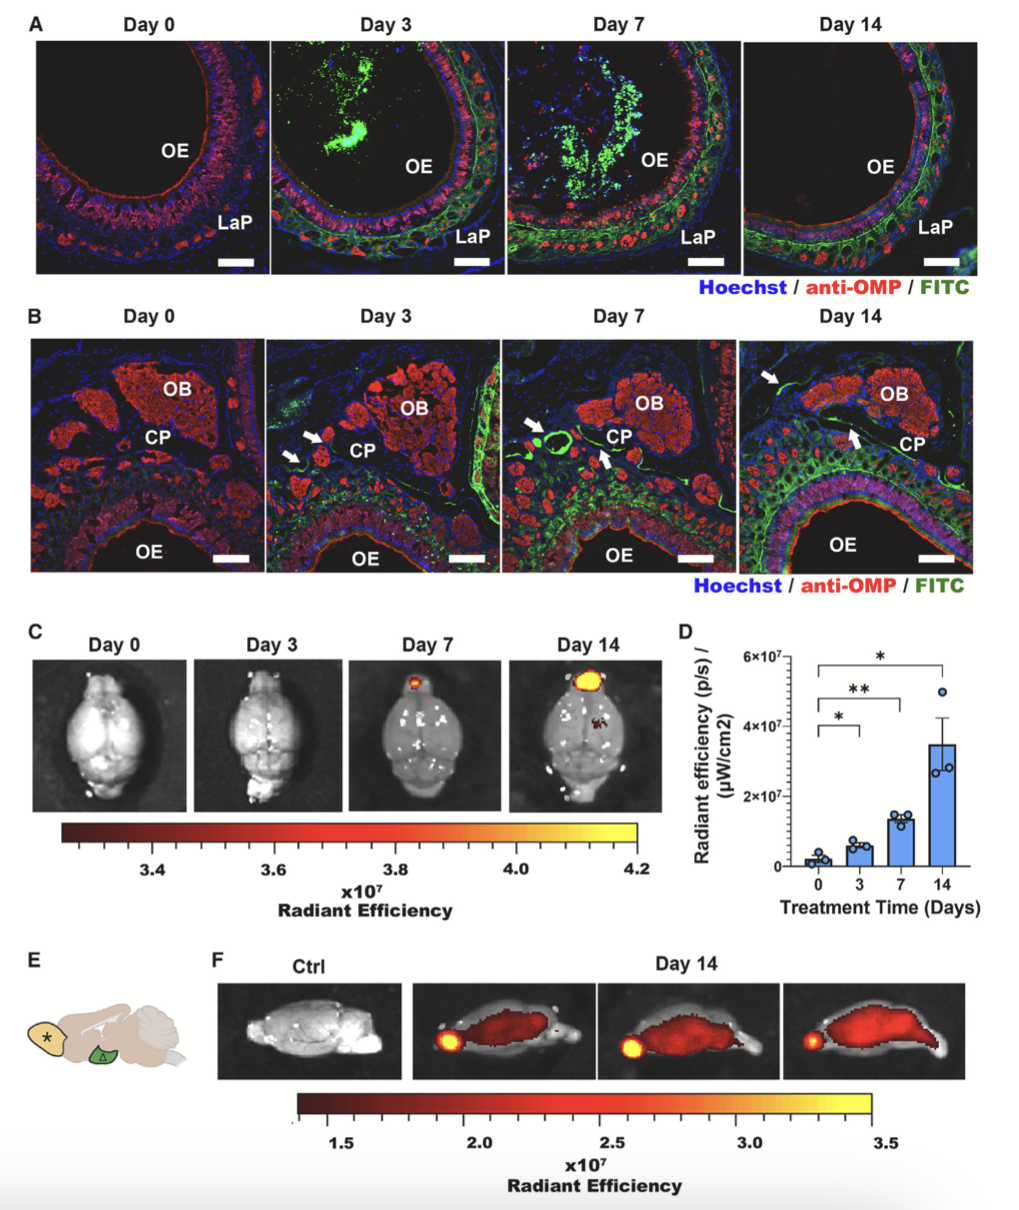 A
Day 0 Day 3 Day 7 Day 14
OE OE OE OE
LaP LaP LaP LaP
Hoechst / anti-OMP / FITC
B
Day 0 Day 3 Day 7 Day 14
OB OB OB OB
CP CP CP CP
OE OE OE OE
Hoechst / anti-OMP / FITC
C
Day 0 Day 3 Day 7 Day 14
3.4 3.6 3.8 4.0 4.2
x10⁷
Radiant Efficiency
D
Radiant efficiency (p/s) /
(µW/cm2)
6×10⁷
4×10⁷
2×10⁷
0
*
**
*
0 3 7 14
Treatment Time (Days)
E
*
Δ
F
Ctrl Day 14
1.5 2.0 2.5 3.0 3.5
x10⁷
Radiant Efficiency